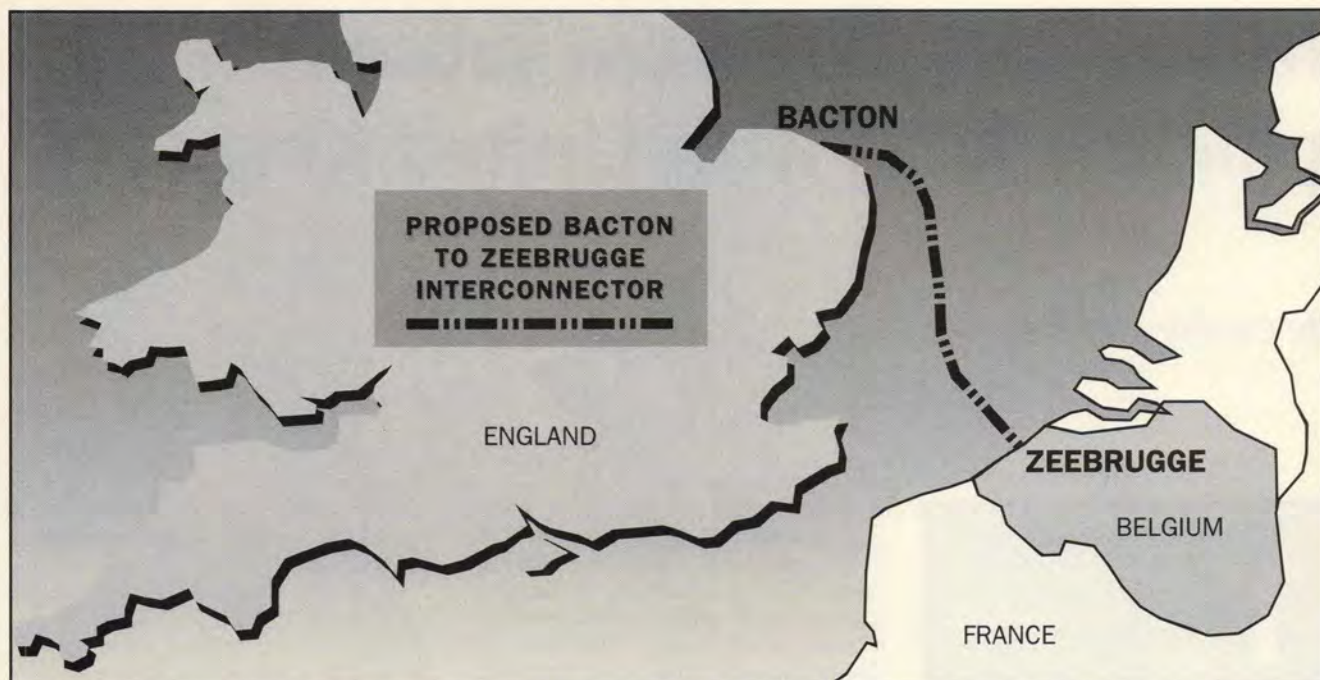 BACTON
PROPOSED BACTON
TO ZEEBRUGGE
INTERCONNECTOR
ENGLAND
ZEEBRUGGE
BELGIUM
FRANCE